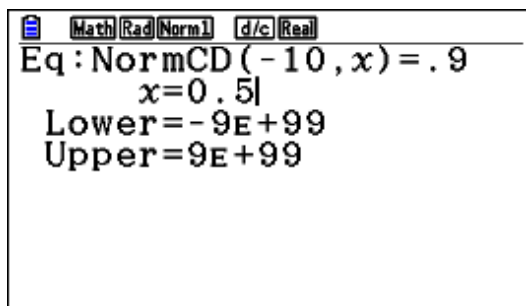 Math Rad Norm1 d/c Real
Eq:NormCD(-10,x)=.9
x=0.5
Lower=-9E+99
Upper=9E+99